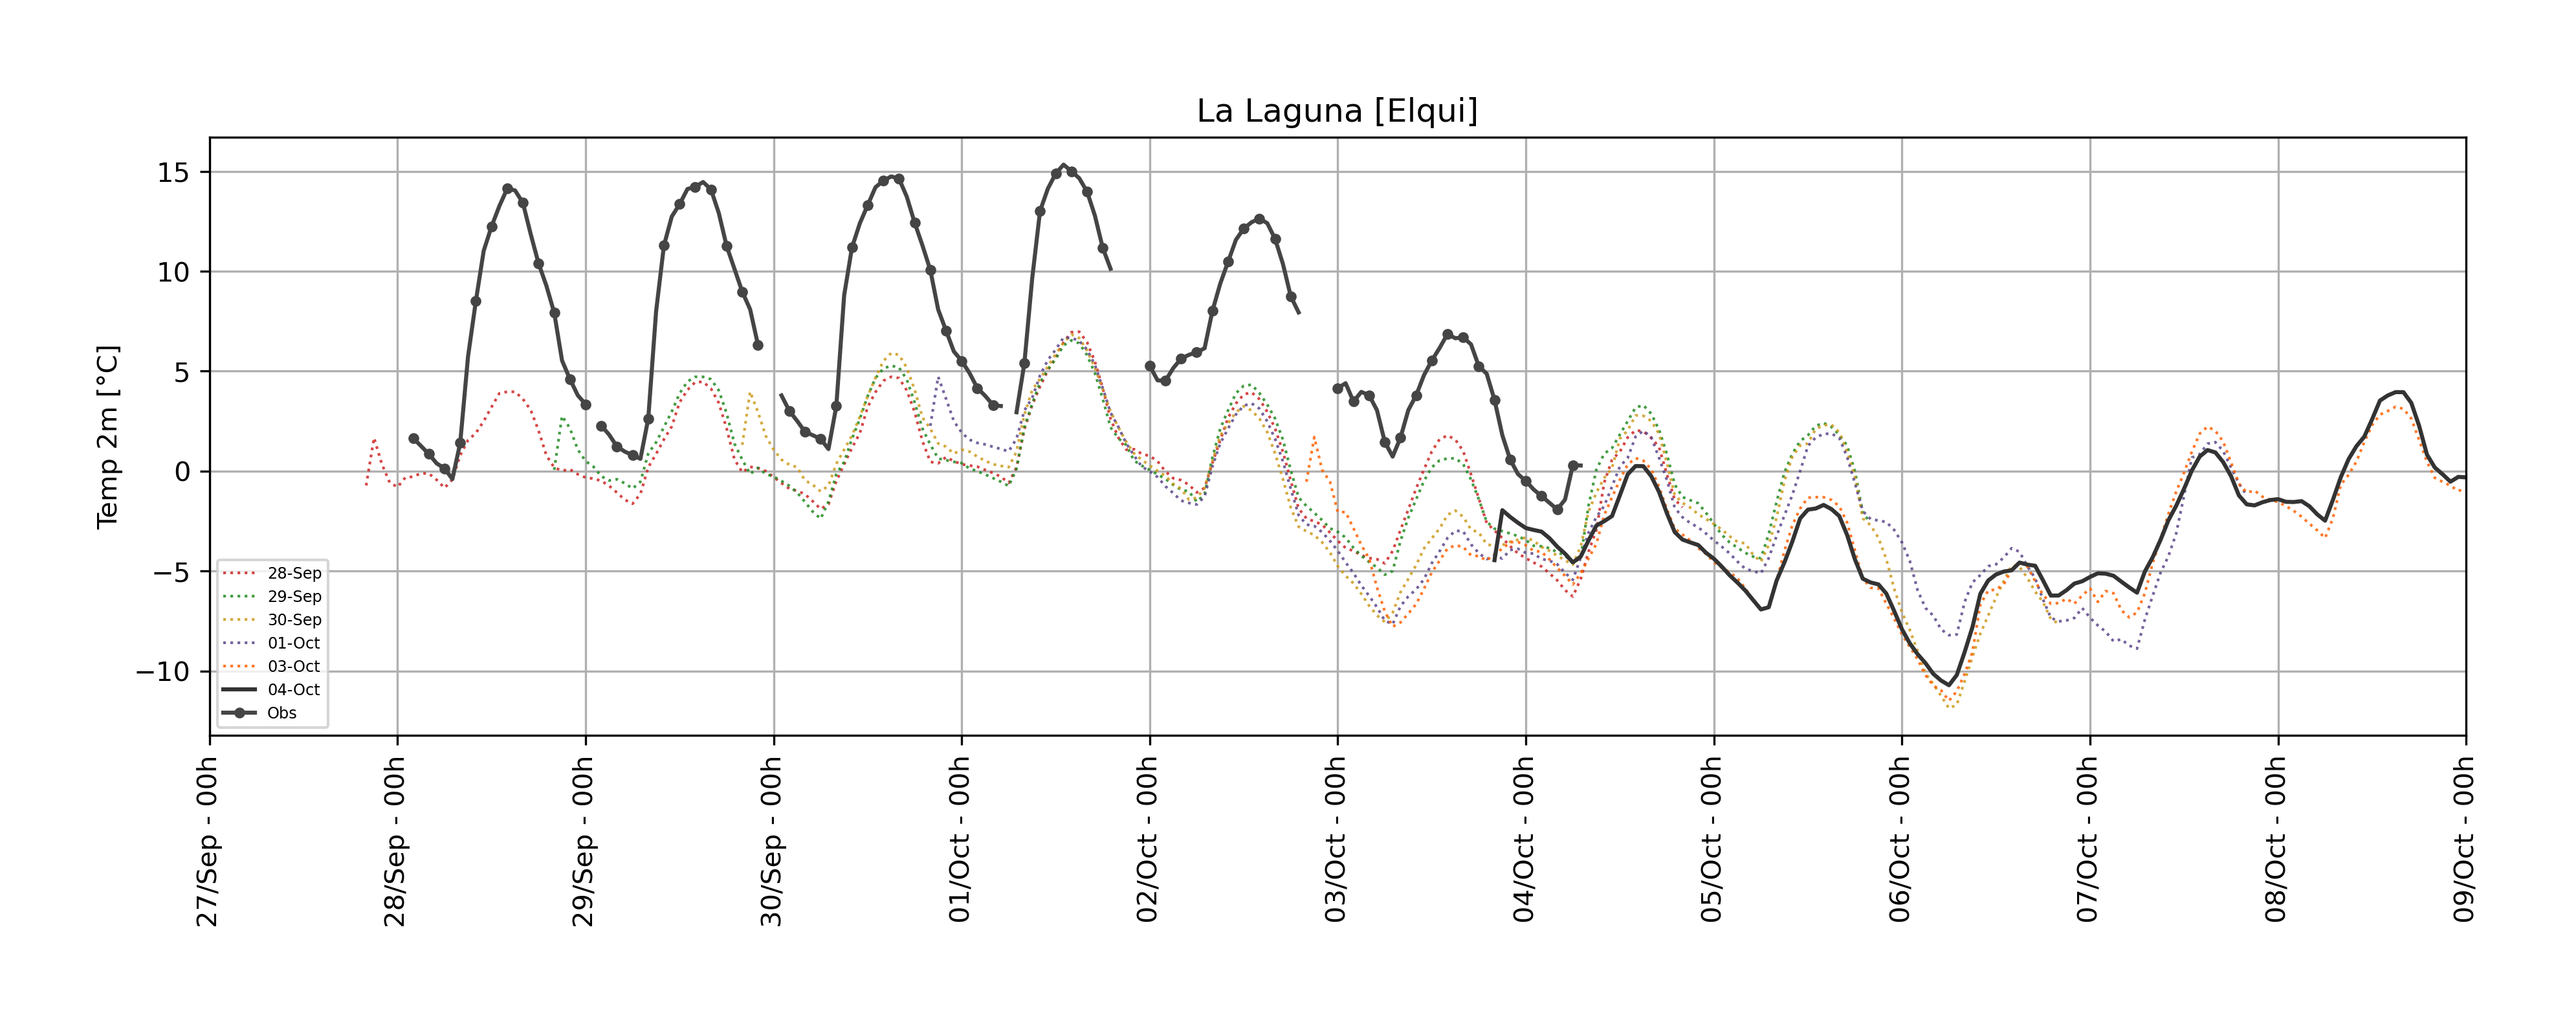 La Laguna [Elqui]
Temp 2m [°C]
15
10
5
0
−5
−10
28-Sep
29-Sep
30-Sep
01-Oct
03-Oct
04-Oct
Obs
27/Sep - 00h
28/Sep - 00h
29/Sep - 00h
30/Sep - 00h
01/Oct - 00h
02/Oct - 00h
03/Oct - 00h
04/Oct - 00h
05/Oct - 00h
06/Oct - 00h
07/Oct - 00h
08/Oct - 00h
09/Oct - 00h